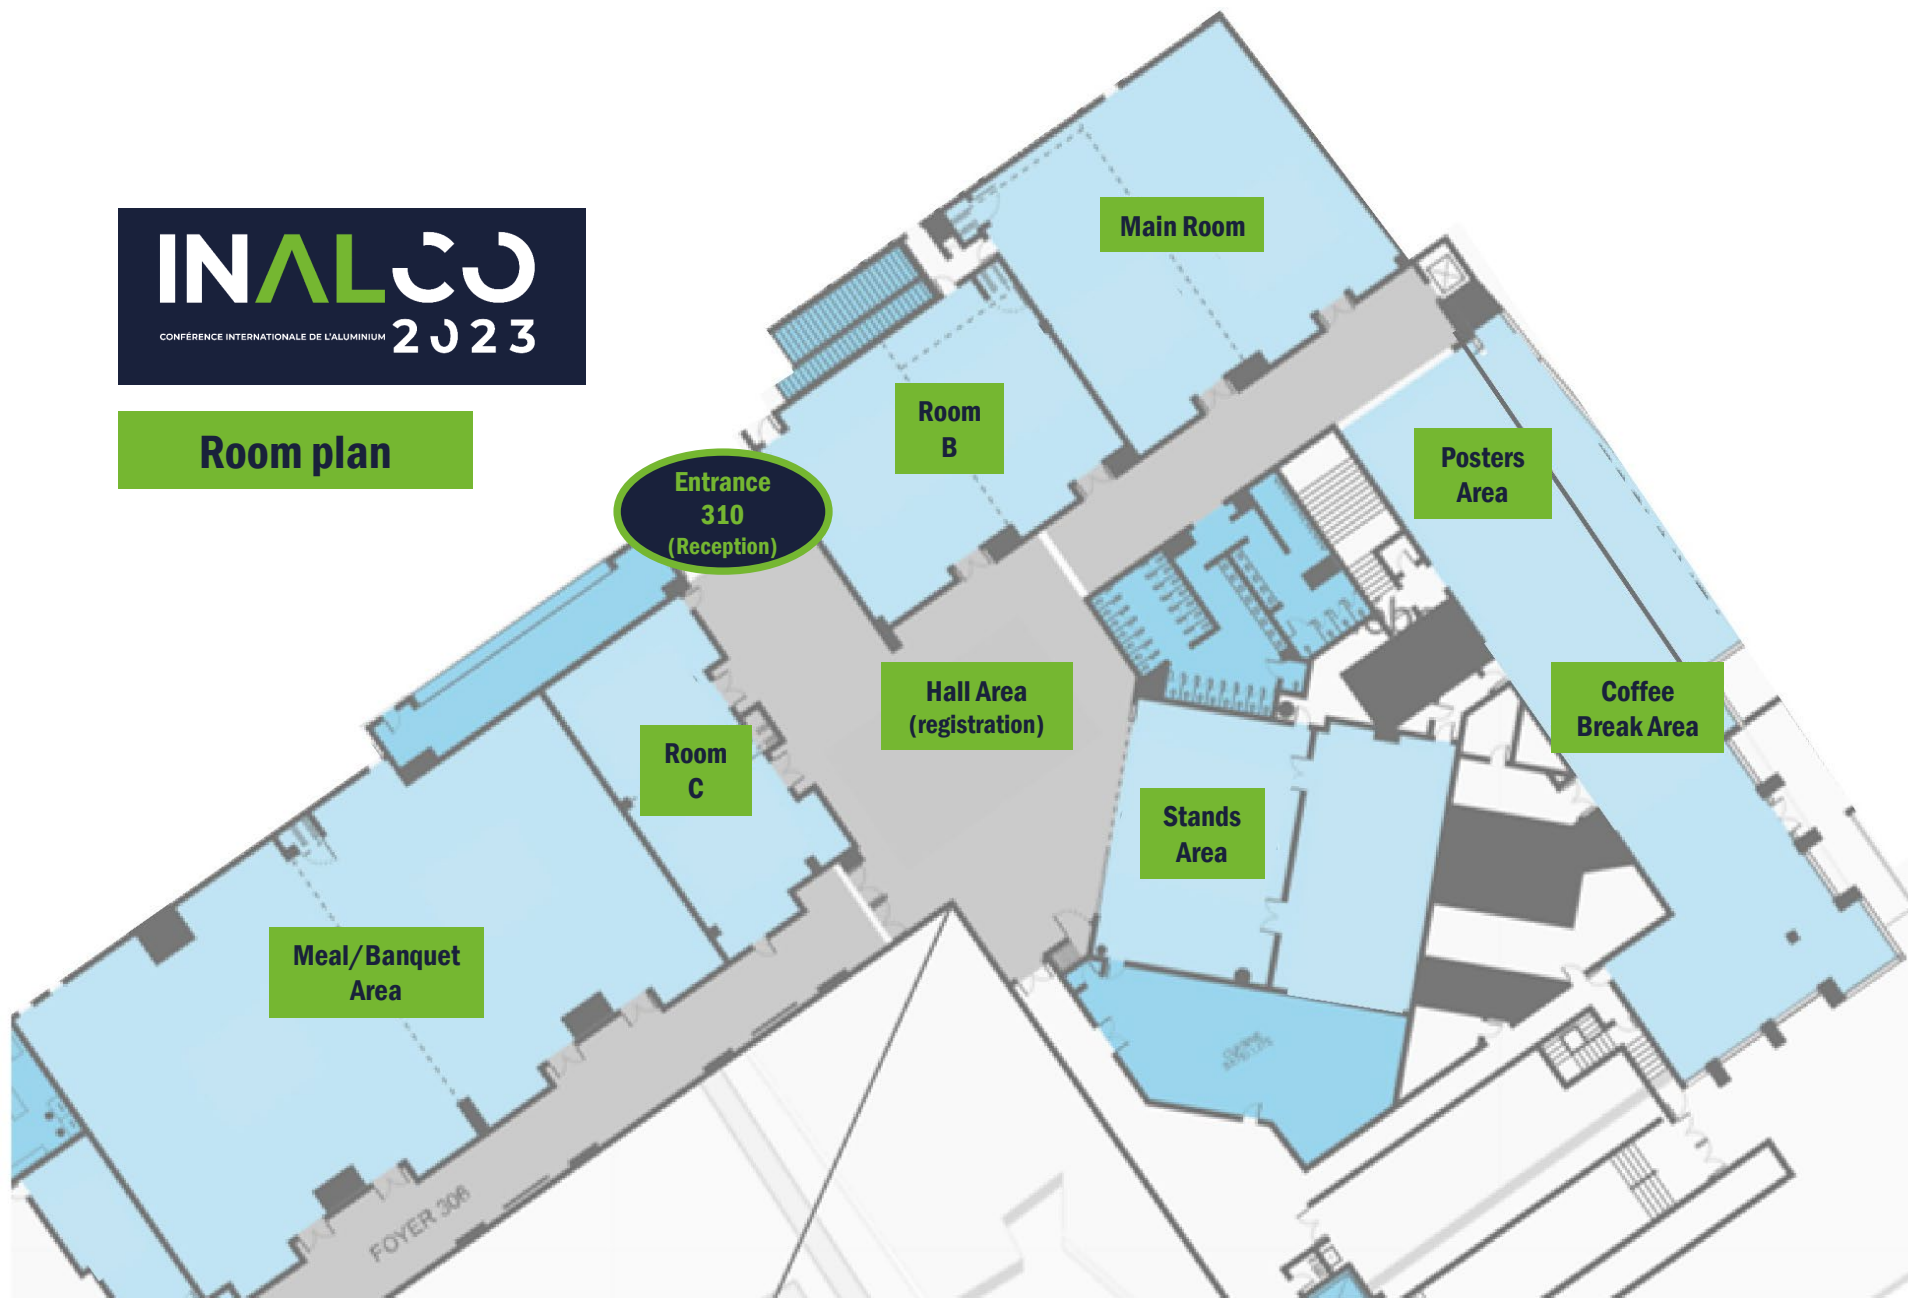 INALCO
CONFÉRENCE INTERNATIONALE DE L'ALUMINIUM 2023
Room plan
Main Room
Room
B
Entrance
310
(Reception)
Posters
Area
Hall Area
(registration)
Coffee
Break Area
Room
C
Stands
Area
Meal/Banquet
Area
FOYER 306